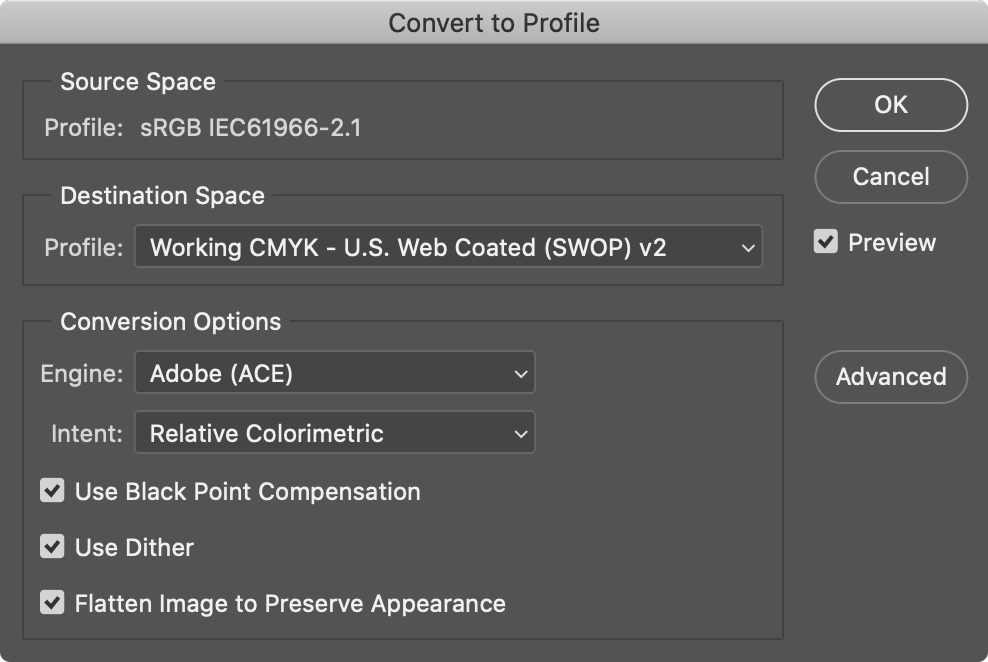 Convert to Profile
Source Space
Profile: sRGB IEC61966-2.1
OK
Cancel
Destination Space
Profile: Working CMYK - U.S. Web Coated (SWOP) v2
Preview
Conversion Options
Engine: Adobe (ACE)
Advanced
Intent: Relative Colorimetric
Use Black Point Compensation
Use Dither
Flatten Image to Preserve Appearance